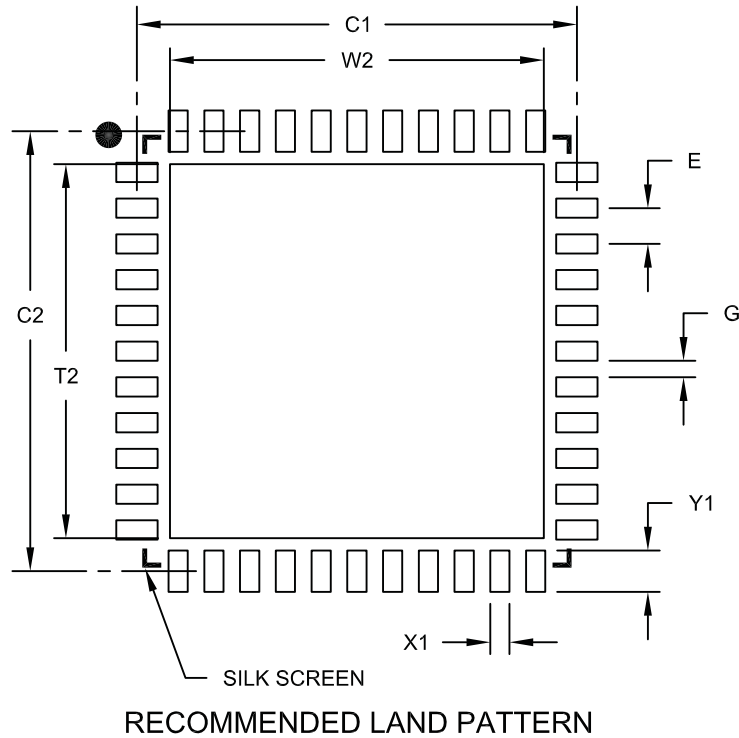 C1
W2
E
C2
G
T2
Y1
X1
SILK SCREEN
RECOMMENDED LAND PATTERN